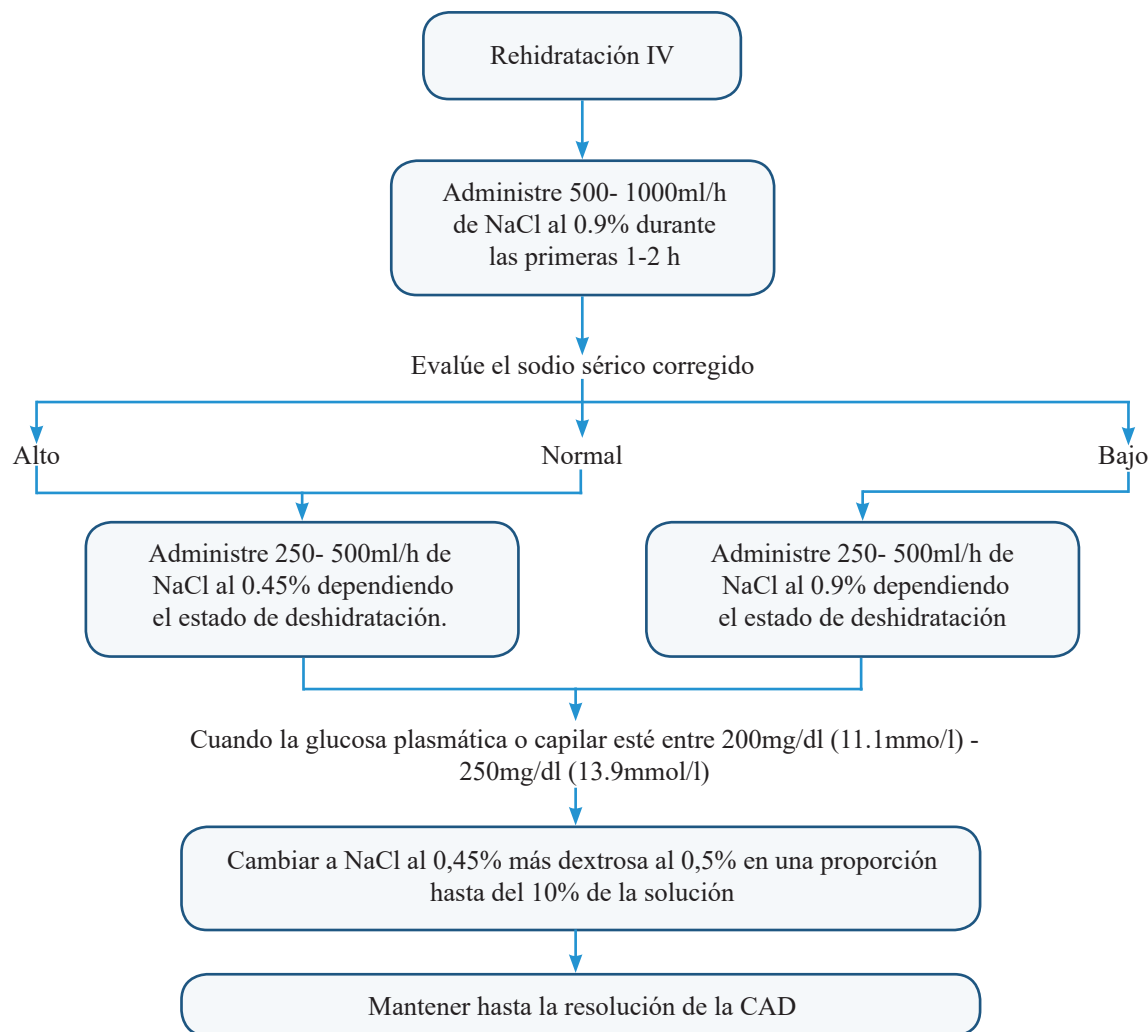 Rehidratación IV
Administre 500- 1000ml/h
de NaCl al 0.9% durante
las primeras 1-2 h
Evalúe el sodio sérico corregido
Alto
Normal
Bajo
Administre 250- 500ml/h de
NaCl al 0.45% dependiendo
el estado de deshidratación.
Administre 250- 500ml/h de
NaCl al 0.9% dependiendo
el estado de deshidratación
Cuando la glucosa plasmática o capilar esté entre 200mg/dl (11.1mmo/l) -
250mg/dl (13.9mmol/l)
Cambiar a NaCl al 0,45% más dextrosa al 0,5% en una proporción
hasta del 10% de la solución
Mantener hasta la resolución de la CAD